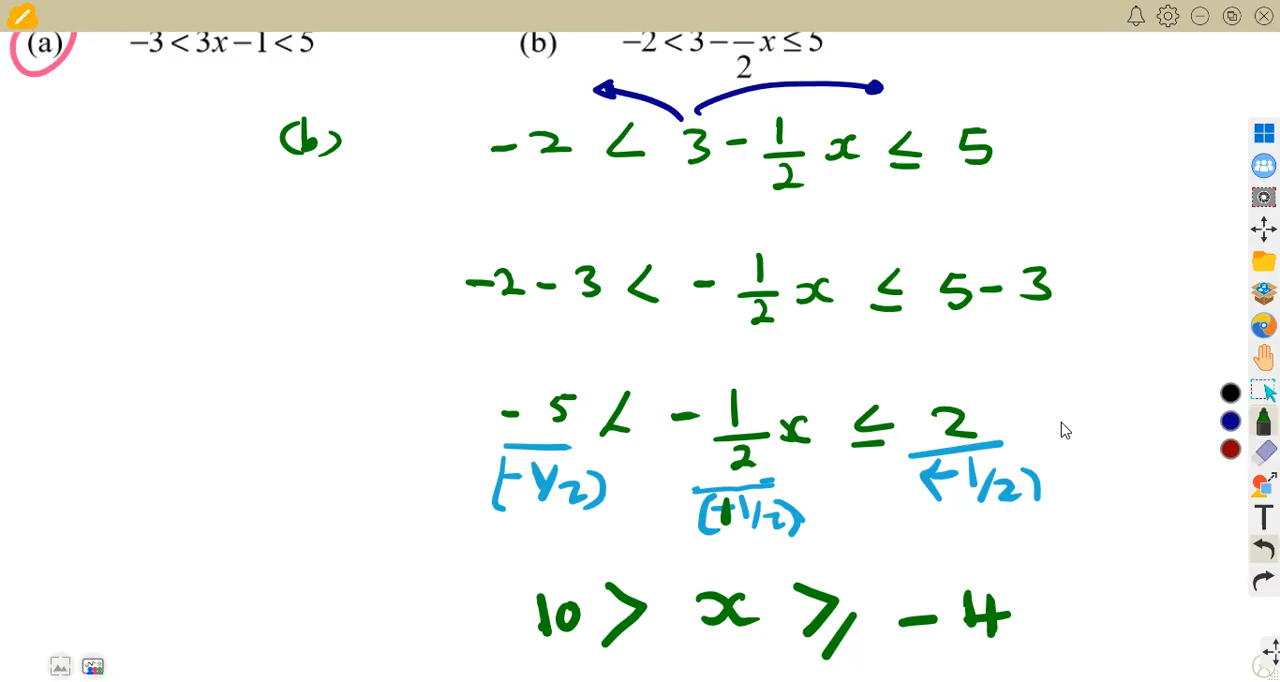 (a) −3 < 3x − 1 < 5 (b) −2 < 3 − —/2 x ≤ 5
(b) −2 < 3 − 1/2 x ≤ 5
−2 − 3 < − 1/2 x ≤ 5 − 3
−5 < − 1/2 x ≤ 2
(−1/2) (−1/2) (−1/2)
10 > x ≥ −4
T